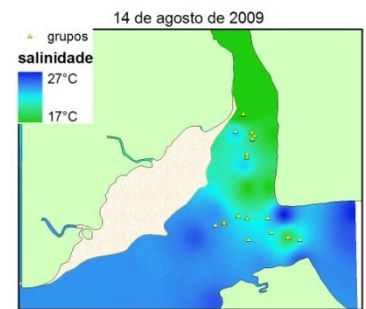 14 de agosto de 2009
grupos
salinidade
27°C
17°C